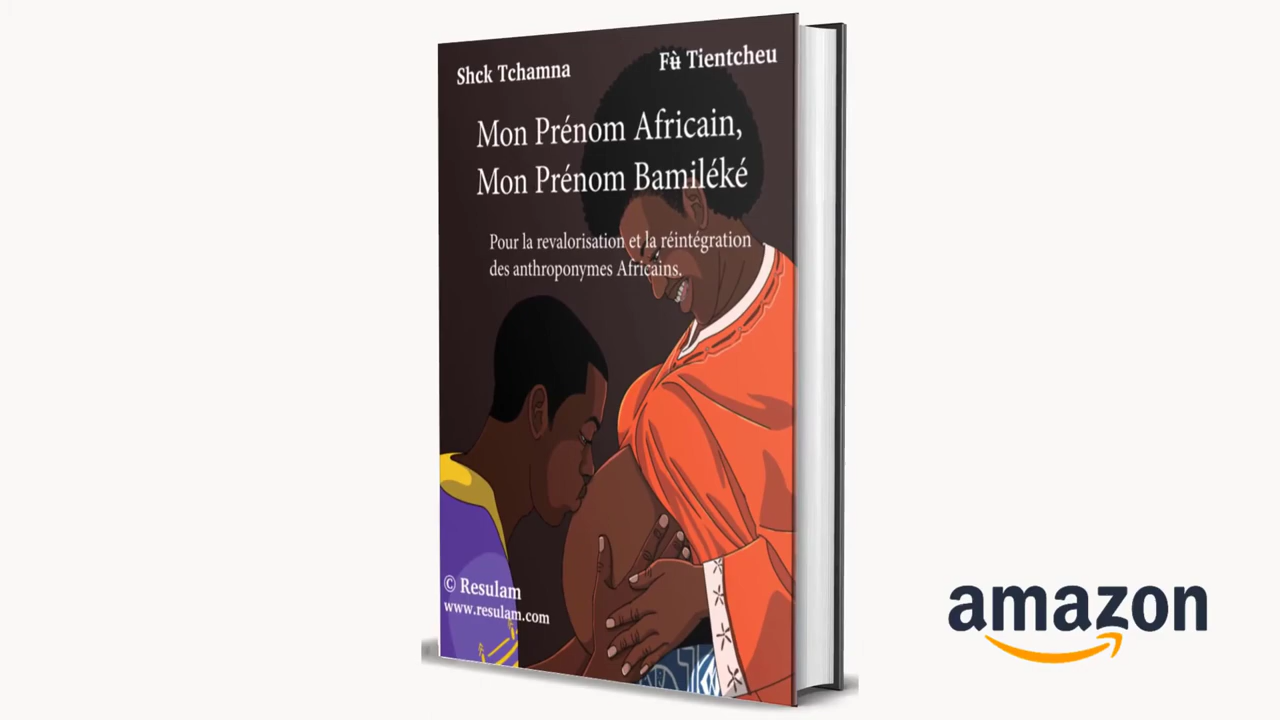 Shck Tchamna
Fʉ̀ Tientcheu
Mon Prénom Africain,
Mon Prénom Bamiléké
Pour la revalorisation et la réintégration
des anthroponymes Africains.
© Resulam
www.resulam.com
amazon